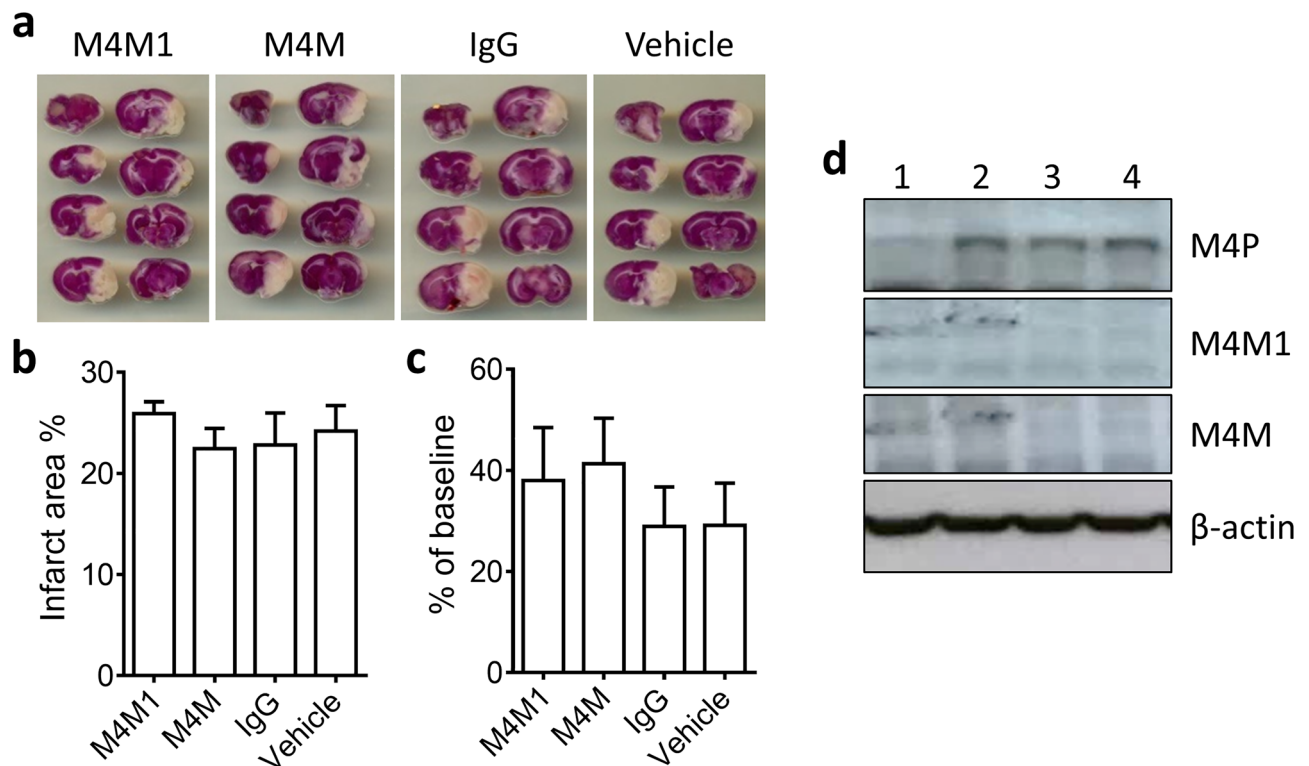 a
M4M1 M4M IgG Vehicle
b
30
20
10
0
Infarct area %
M4M1 M4M IgG Vehicle
c
60
40
20
0
% of baseline
M4M1 M4M IgG Vehicle
d
1 2 3 4
M4P
M4M1
M4M
β-actin